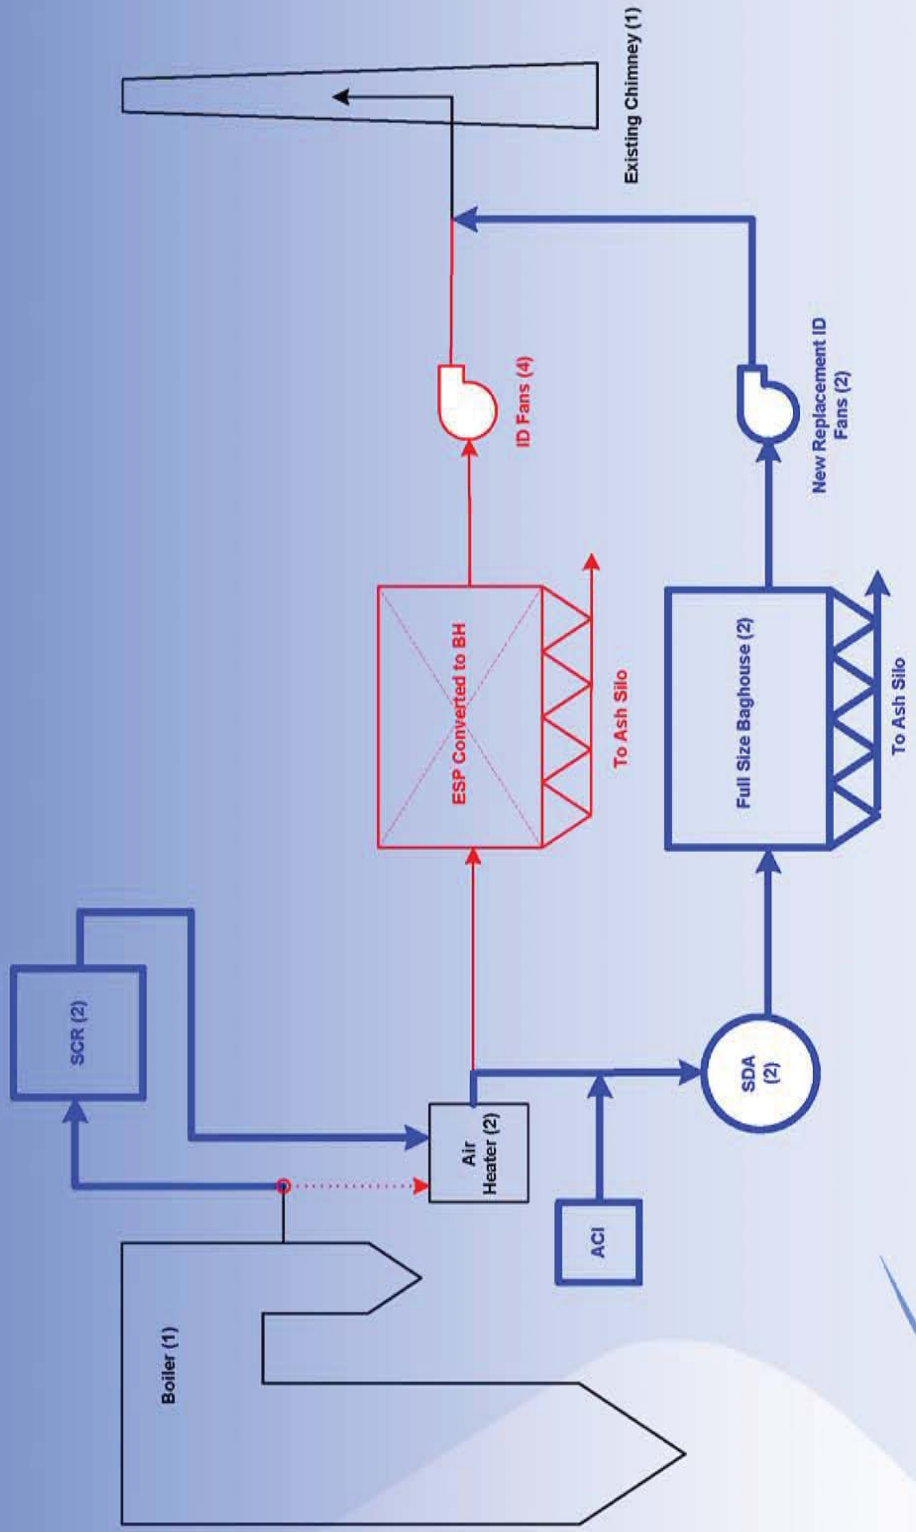 Boiler (1)
SCR (2)
Air
Heater (2)
ACI
SDA
(2)
ESP Converted to BH
To Ash Silo
ID Fans (4)
Full Size Baghouse (2)
To Ash Silo
New Replacement ID
Fans (2)
Existing Chimney (1)